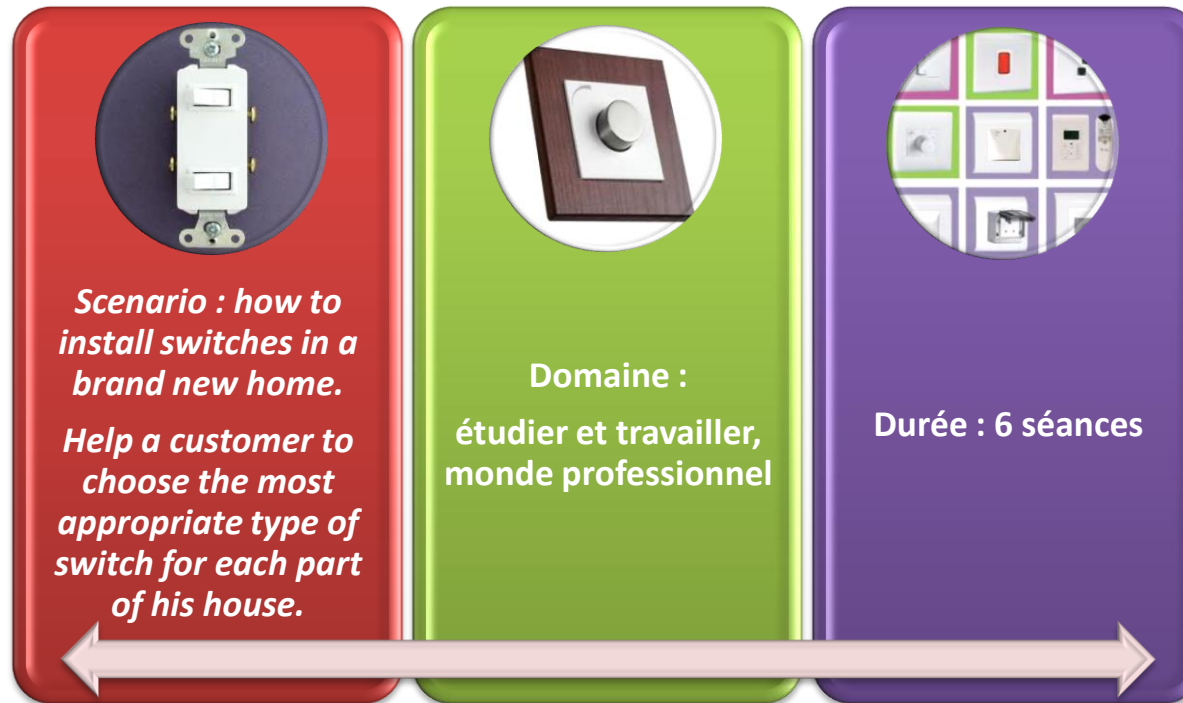 Scenario : how to
install switches in a
brand new home.
Help a customer to
choose the most
appropriate type of
switch for each part
of his house.
Domaine :
étudier et travailler,
monde professionnel
Durée : 6 séances